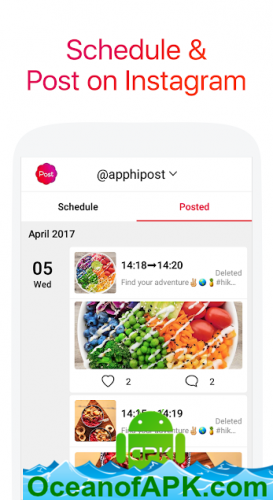 Schedule &
Post on Instagram
Post
@apphipost
Schedule Posted
April 2017
05 14:18→14:20
Wed Deleted
Find your adventure✌🌏🍍#hik...
2 2
14:15→14:19
Deleted
APK
OceanofAPK.com